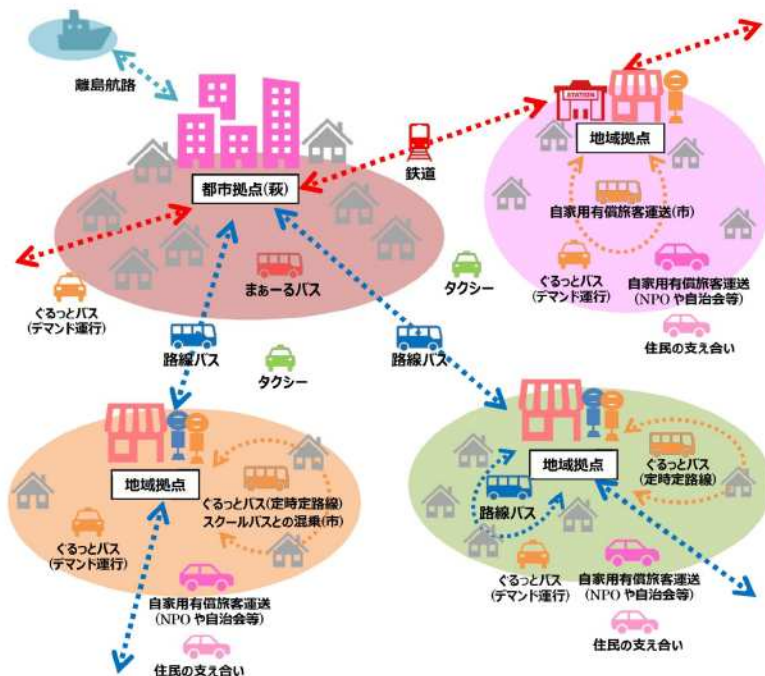 離島航路
STATION
地域拠点
鉄道
都市拠点(萩)
自家用有償旅客運送(市)
まぁーるバス
タクシー
ぐるっとバス
(デマンド運行)
自家用有償旅客運送
(NPOや自治会等)
ぐるっとバス
(デマンド運行)
路線バス
路線バス
住民の支え合い
タクシー
地域拠点
ぐるっとバス(定時定路線)
スクールバスとの混乗(市)
ぐるっとバス
(デマンド運行)
自家用有償旅客運送
(NPOや自治会等)
住民の支え合い
地域拠点
ぐるっとバス
(定時定路線)
路線バス
ぐるっとバス
(デマンド運行)
自家用有償旅客運送
(NPOや自治会等)
住民の支え合い